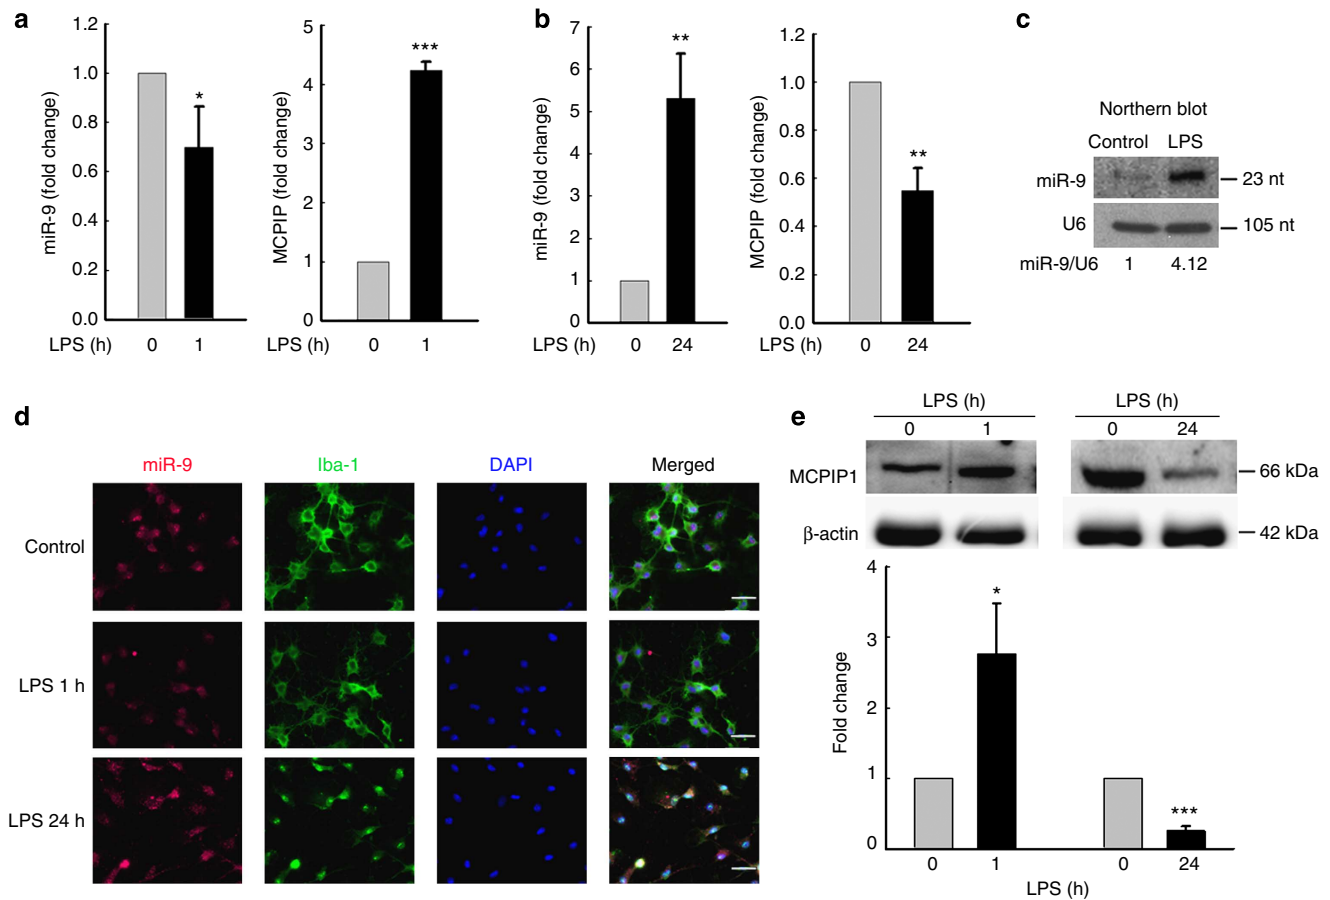 a
miR-9 (fold change)
1.2
1.0
0.8
0.6
0.4
0.2
0.0
*
LPS (h) 0 1
MCPIP (fold change)
5
4
3
2
1
0
***
LPS (h) 0 1
b
miR-9 (fold change)
7
6
5
4
7
2
1
0
**
LPS (h) 0 24
MCPIP (fold change)
1.2
1.0
0.8
0.6
0.4
0.2
0.0
**
LPS (h) 0 24
c
Northern blot
Control LPS
miR-9 23 nt
U6 105 nt
miR-9/U6 1 4.12
d
miR-9 Iba-1 DAPI Merged
Control
LPS 1 h
LPS 24 h
e
LPS (h) LPS (h)
0 1 0 24
MCPIP1 66 kDa
β-actin 42 kDa
Fold change
4
3
2
1
0
*
***
0 1 0 24
LPS (h)